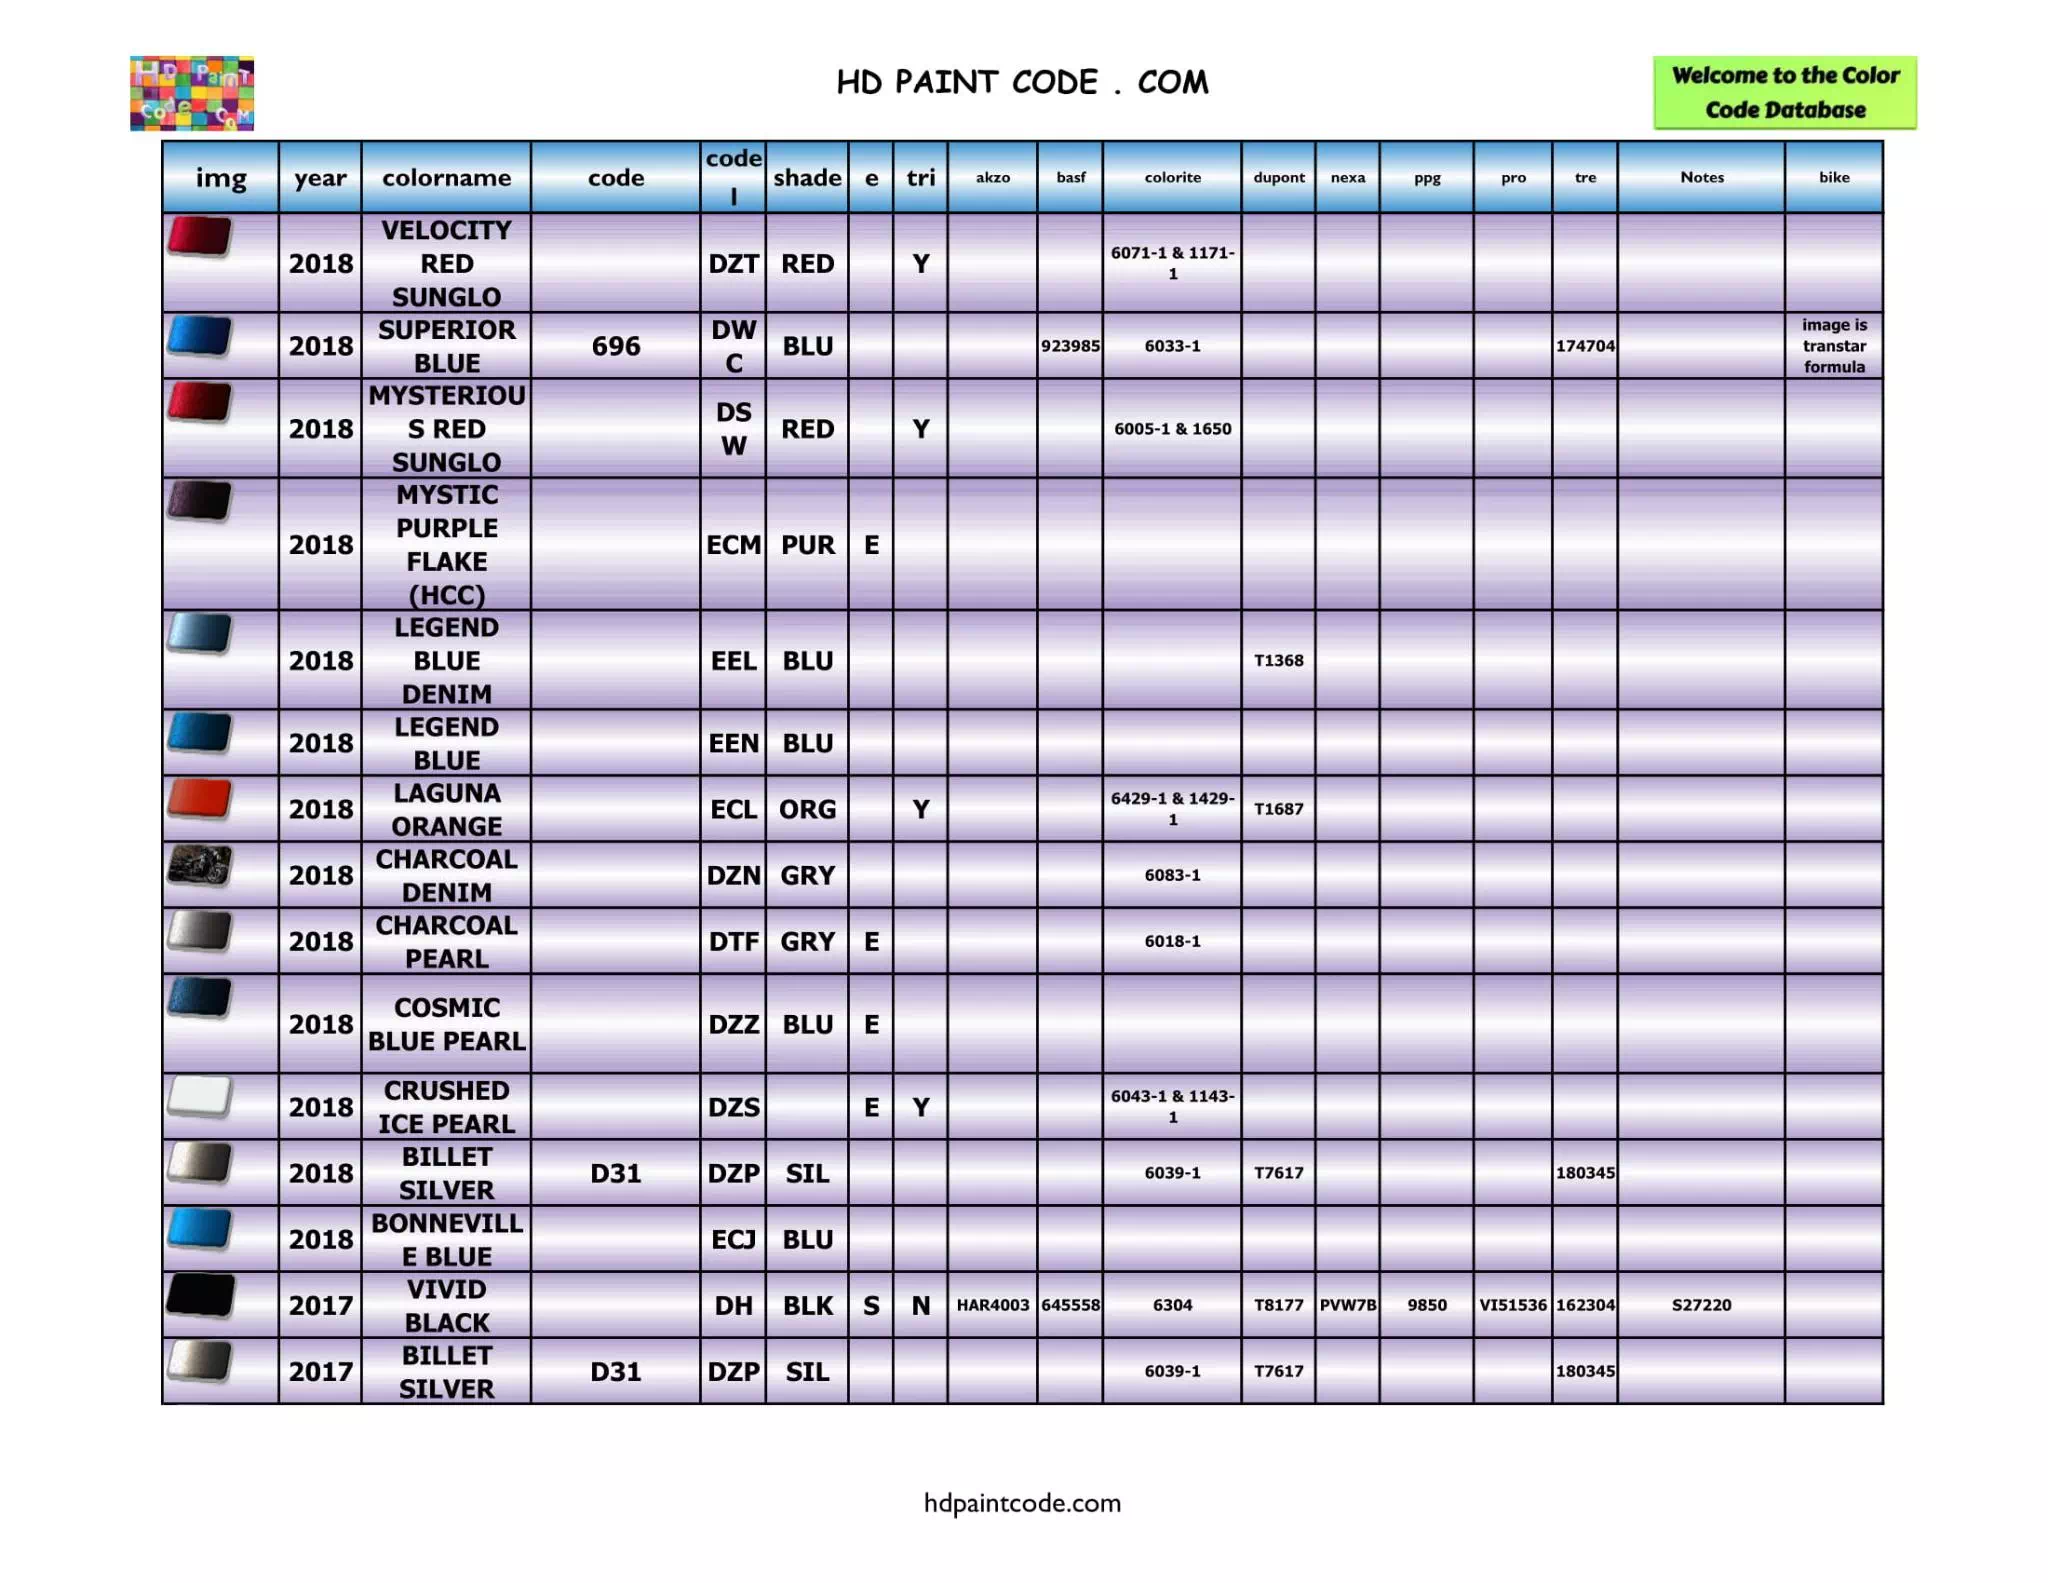 HD Paint
Code COM
HD PAINT CODE . COM
Welcome to the Color
Code Database
img year colorname code code l shade e tri akzo basf colorite dupont nexa ppg pro tre Notes bike
2018 VELOCITY RED SUNGLO DZT RED Y 6071-1 & 1171-1
2018 SUPERIOR BLUE 696 DWC BLU 923985 6033-1 174704 image is transtar formula
2018 MYSTERIOUS RED SUNGLO DSW RED Y 6005-1 & 1650
2018 MYSTIC PURPLE FLAKE (HCC) ECM PUR E
2018 LEGEND BLUE DENIM EEL BLU T1368
2018 LEGEND BLUE EEN BLU
2018 LAGUNA ORANGE ECL ORG Y 6429-1 & 1429-1 T1687
2018 CHARCOAL DENIM DZN GRY 6083-1
2018 CHARCOAL PEARL DTF GRY E 6018-1
2018 COSMIC BLUE PEARL DZZ BLU E
2018 CRUSHED ICE PEARL DZS E Y 6043-1 & 1143-1
2018 BILLET SILVER D31 DZP SIL 6039-1 T7617 180345
2018 BONNEVILLE BLUE ECJ BLU
2017 VIVID BLACK DH BLK S N HAR4003 645558 6304 T8177 PVW7B 9850 VI51536 162304 S27220
2017 BILLET SILVER D31 DZP SIL 6039-1 T7617 180345
hdpaintcode.com